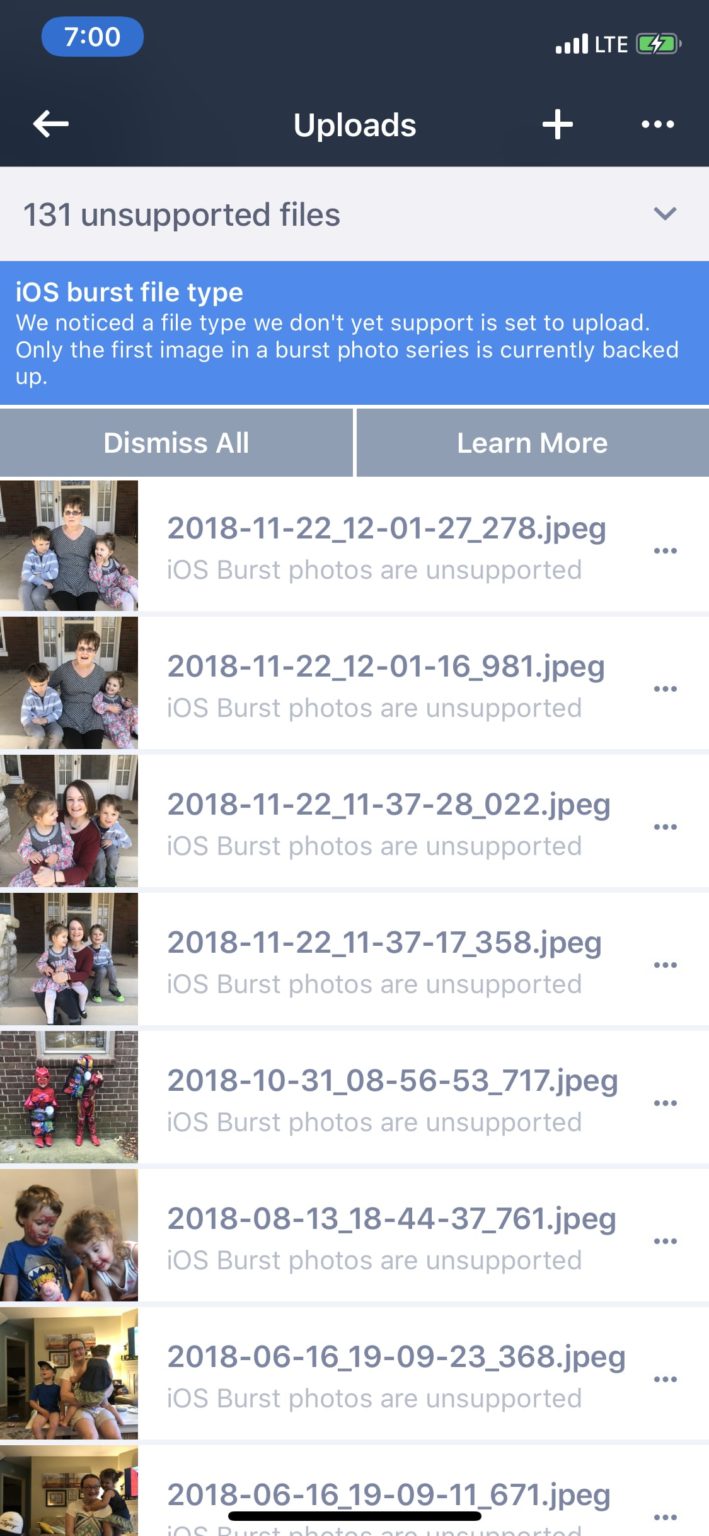 7:00
LTE
Uploads
131 unsupported files
iOS burst file type
We noticed a file type we don't yet support is set to upload.
Only the first image in a burst photo series is currently backed
up.
Dismiss All
Learn More
2018-11-22_12-01-27_278.jpeg
iOS Burst photos are unsupported
2018-11-22_12-01-16_981.jpeg
iOS Burst photos are unsupported
2018-11-22_11-37-28_022.jpeg
iOS Burst photos are unsupported
2018-11-22_11-37-17_358.jpeg
iOS Burst photos are unsupported
2018-10-31_08-56-53_717.jpeg
iOS Burst photos are unsupported
2018-08-13_18-44-37_761.jpeg
iOS Burst photos are unsupported
2018-06-16_19-09-23_368.jpeg
iOS Burst photos are unsupported
2018-06-16_19-09-11_671.jpeg
iOS Burst photos are unsupported